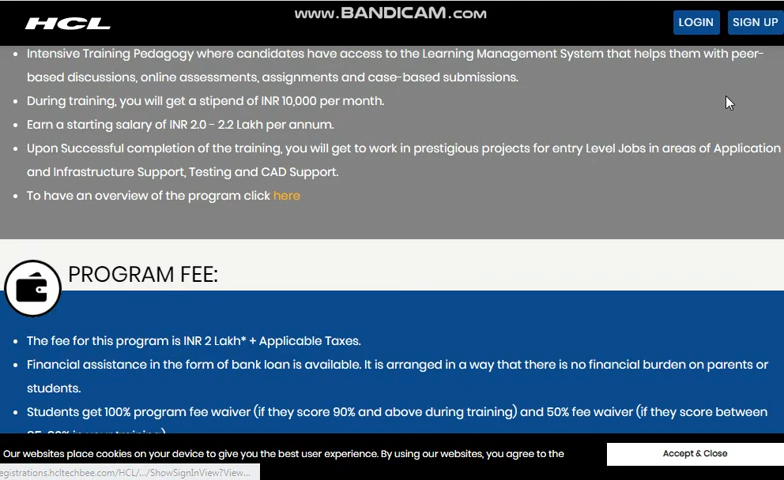 www.BANDICAM.com
HCL
LOGIN SIGN UP
Intensive Training Pedagogy where candidates have access to the Learning Management System that helps them with peer-
based discussions, online assessments, assignments and case-based submissions.
During training, you will get a stipend of INR 10,000 per month.
Earn a starting salary of INR 2.0 - 2.2 Lakh per annum.
Upon Successful completion of the training, you will get to work in prestigious projects for entry Level Jobs in areas of Application
and Infrastructure Support, Testing and CAD Support.
To have an overview of the program click here
PROGRAM FEE:
The fee for this program is INR 2 Lakh* + Applicable Taxes.
Financial assistance in the form of bank loan is available. It is arranged in a way that there is no financial burden on parents or
students.
Students get 100% program fee waiver (if they score 90% and above during training) and 50% fee waiver (if they score between
in your training)
Our websites place cookies on your device to give you the best user experience. By using our websites, you agree to the
Accept & Close
egistrations.hcltechbee.com/HCL/.../ShowSignInView?View...